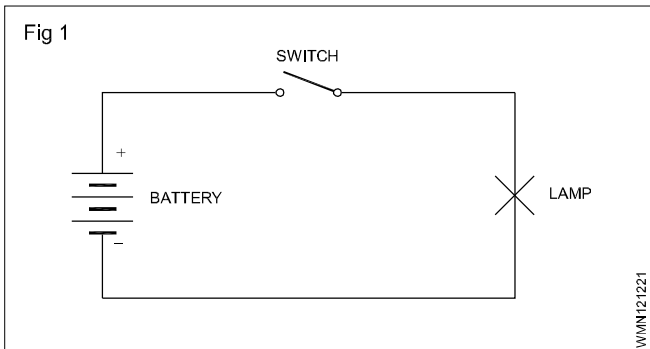 Fig 1
SWITCH
+
BATTERY
LAMP
–
WMN121221